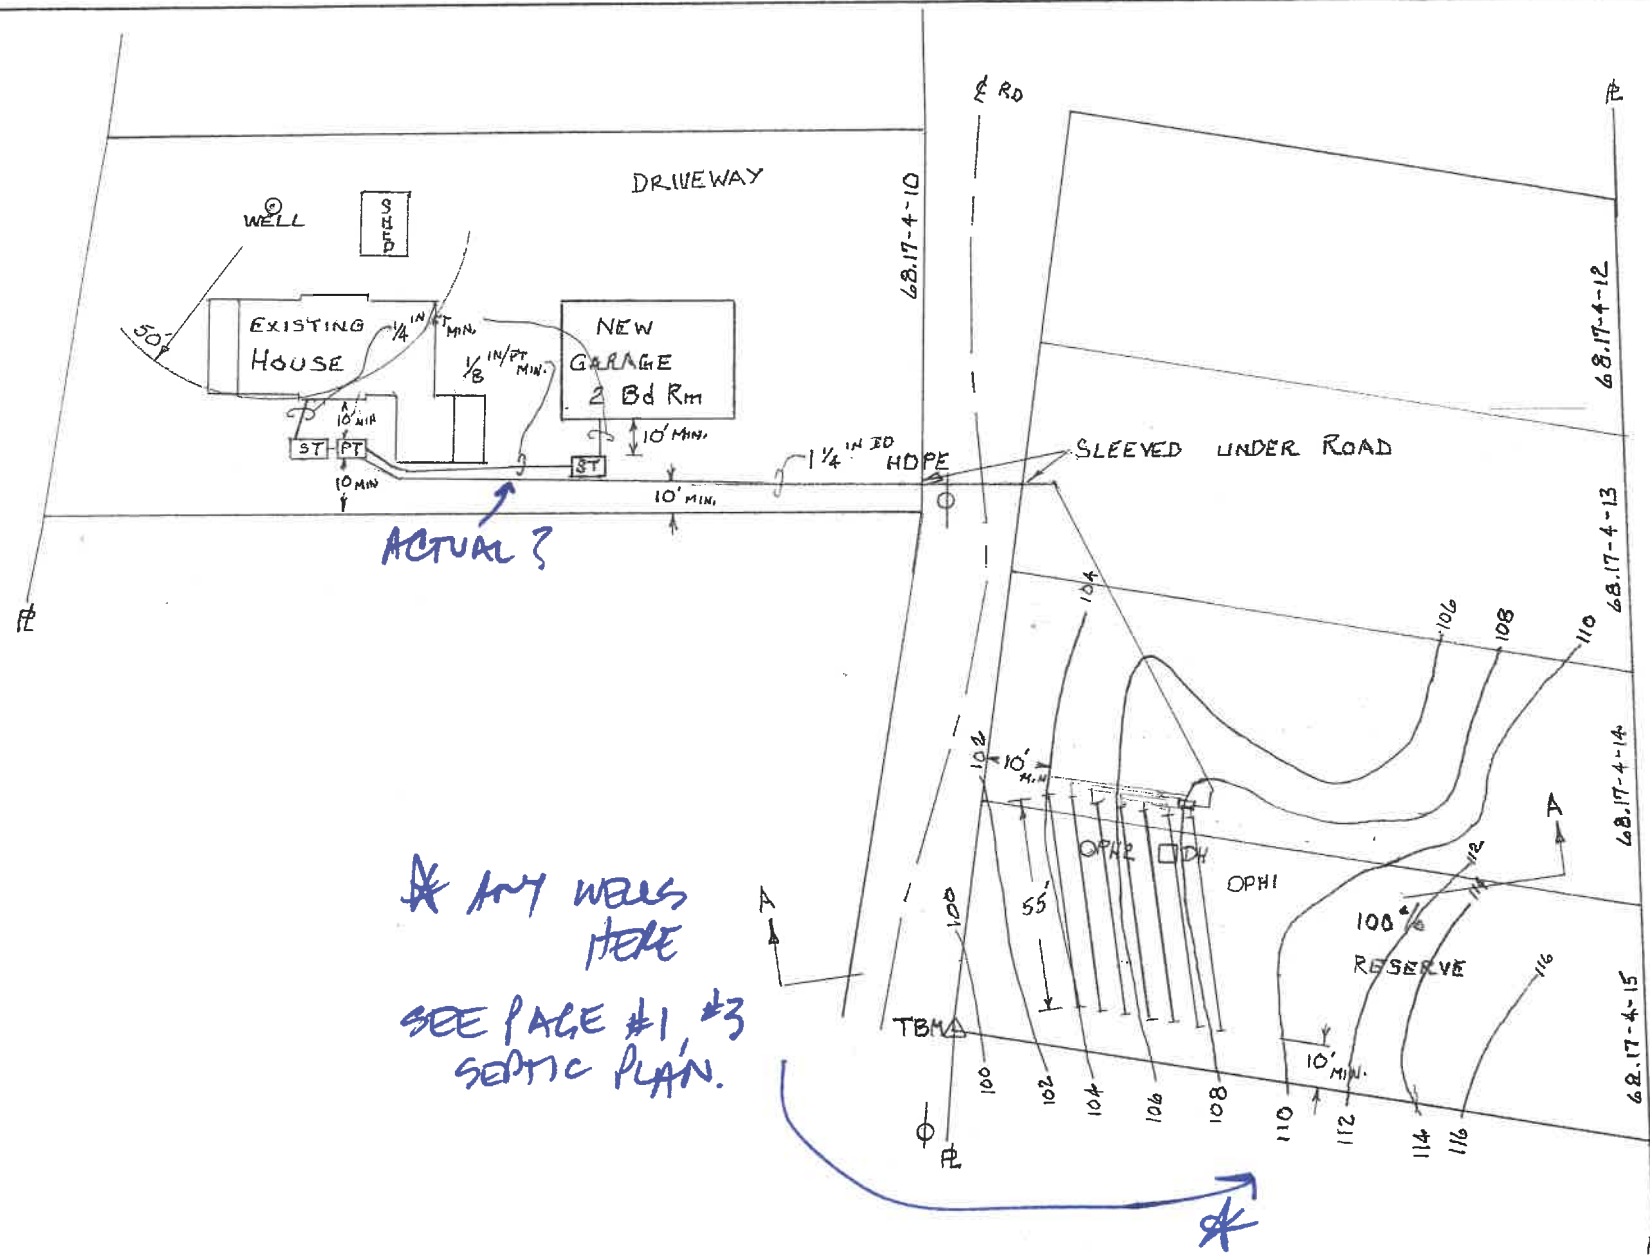 ℄ RD
PL
DRIVEWAY
WELL
SHED
68.17-4-10
68.17-4-12
50'
EXISTING
HOUSE
1/4 IN
FT MIN.
1/8 IN/FT MIN.
NEW
GARAGE
2 Bd Rm
10' MIN
10' MIN.
ST
PT
ST
10 MIN
10' MIN.
1 1/4 IN ID HDPE
SLEEVED UNDER ROAD
ACTUAL ?
PL
68.17-4-13
104
106
108
110
102
10' MIN
68.17-4-14
A
PH2
DH
OPH1
112
114
55'
100
100%
RESERVE
116
A
* ANY WELLS
HERE
SEE PAGE #1, #3
SEPTIC PLAN.
TBM
68.17-4-15
10' MIN.
100
102
104
106
108
110
112
114
116
PL
*